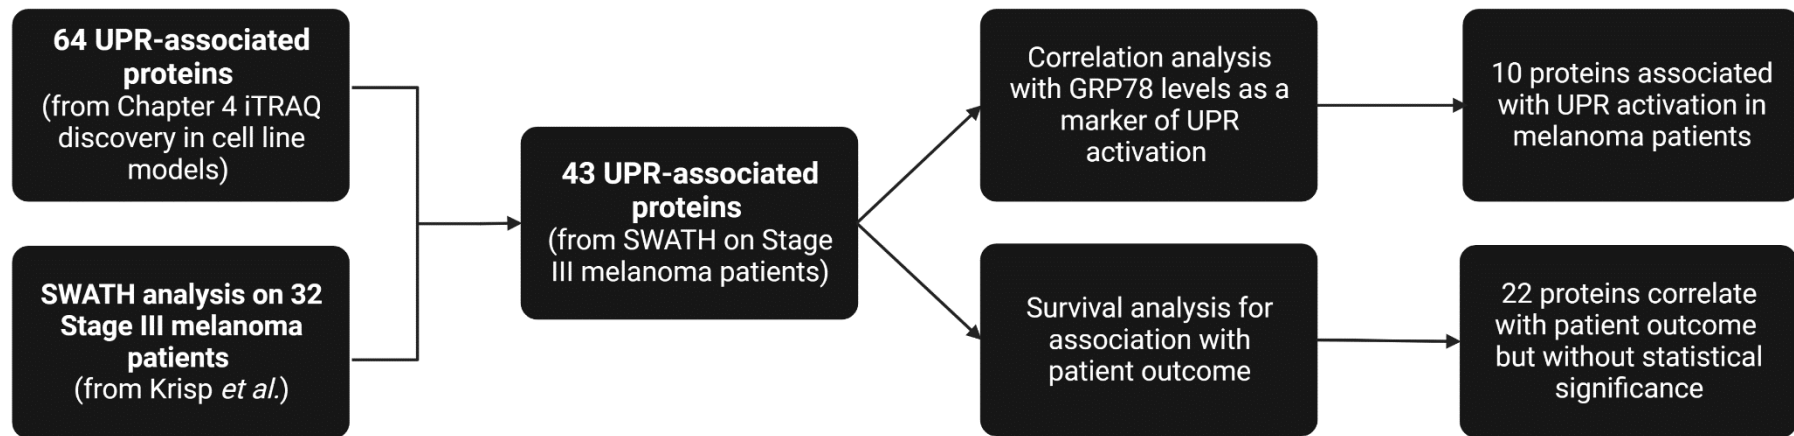 64 UPR-associated
proteins
(from Chapter 4 iTRAQ
discovery in cell line
models)
SWATH analysis on 32
Stage III melanoma
patients
(from Krisp et al.)
43 UPR-associated
proteins
(from SWATH on Stage
III melanoma patients)
Correlation analysis
with GRP78 levels as a
marker of UPR
activation
10 proteins associated
with UPR activation in
melanoma patients
Survival analysis for
association with
patient outcome
22 proteins correlate
with patient outcome
but without statistical
significance